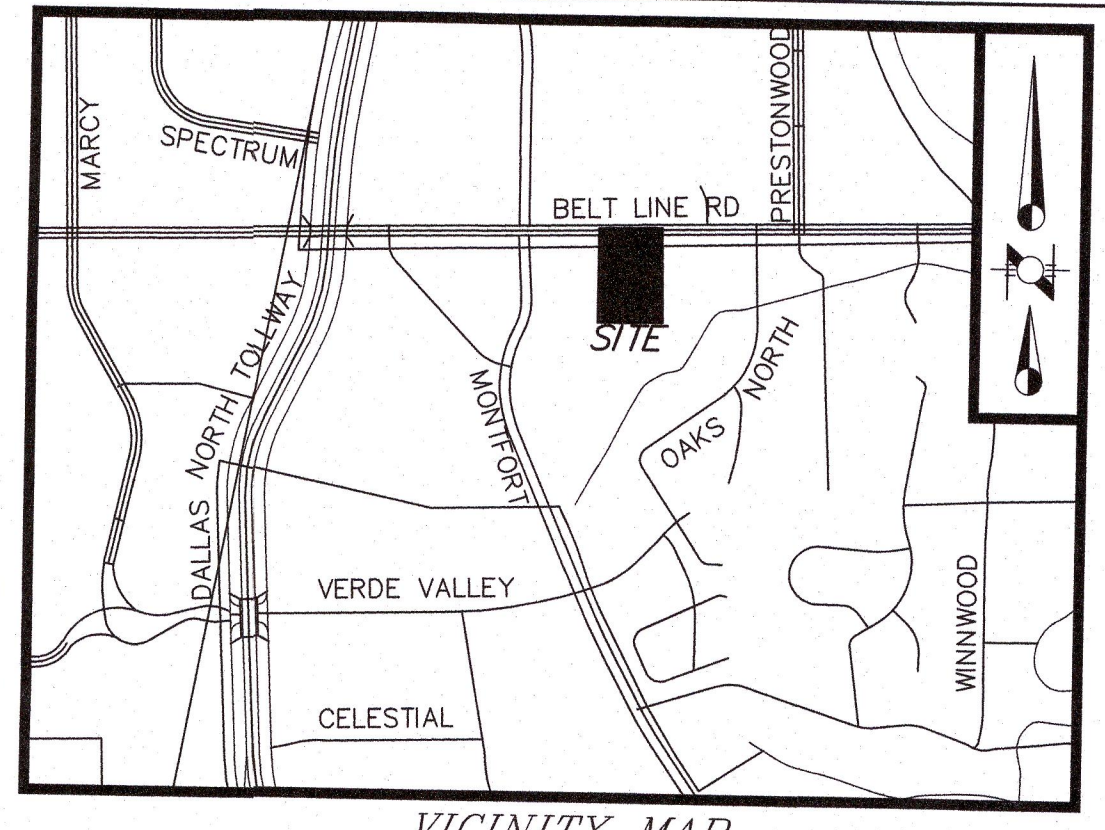 MARCY
SPECTRUM
PRESTONWOOD
BELT LINE RD
SITE
DALLAS NORTH TOLLWAY
MONTFORT
OAKS NORTH
N
VERDE VALLEY
WINNWOOD
CELESTIAL
VICINITY MAP